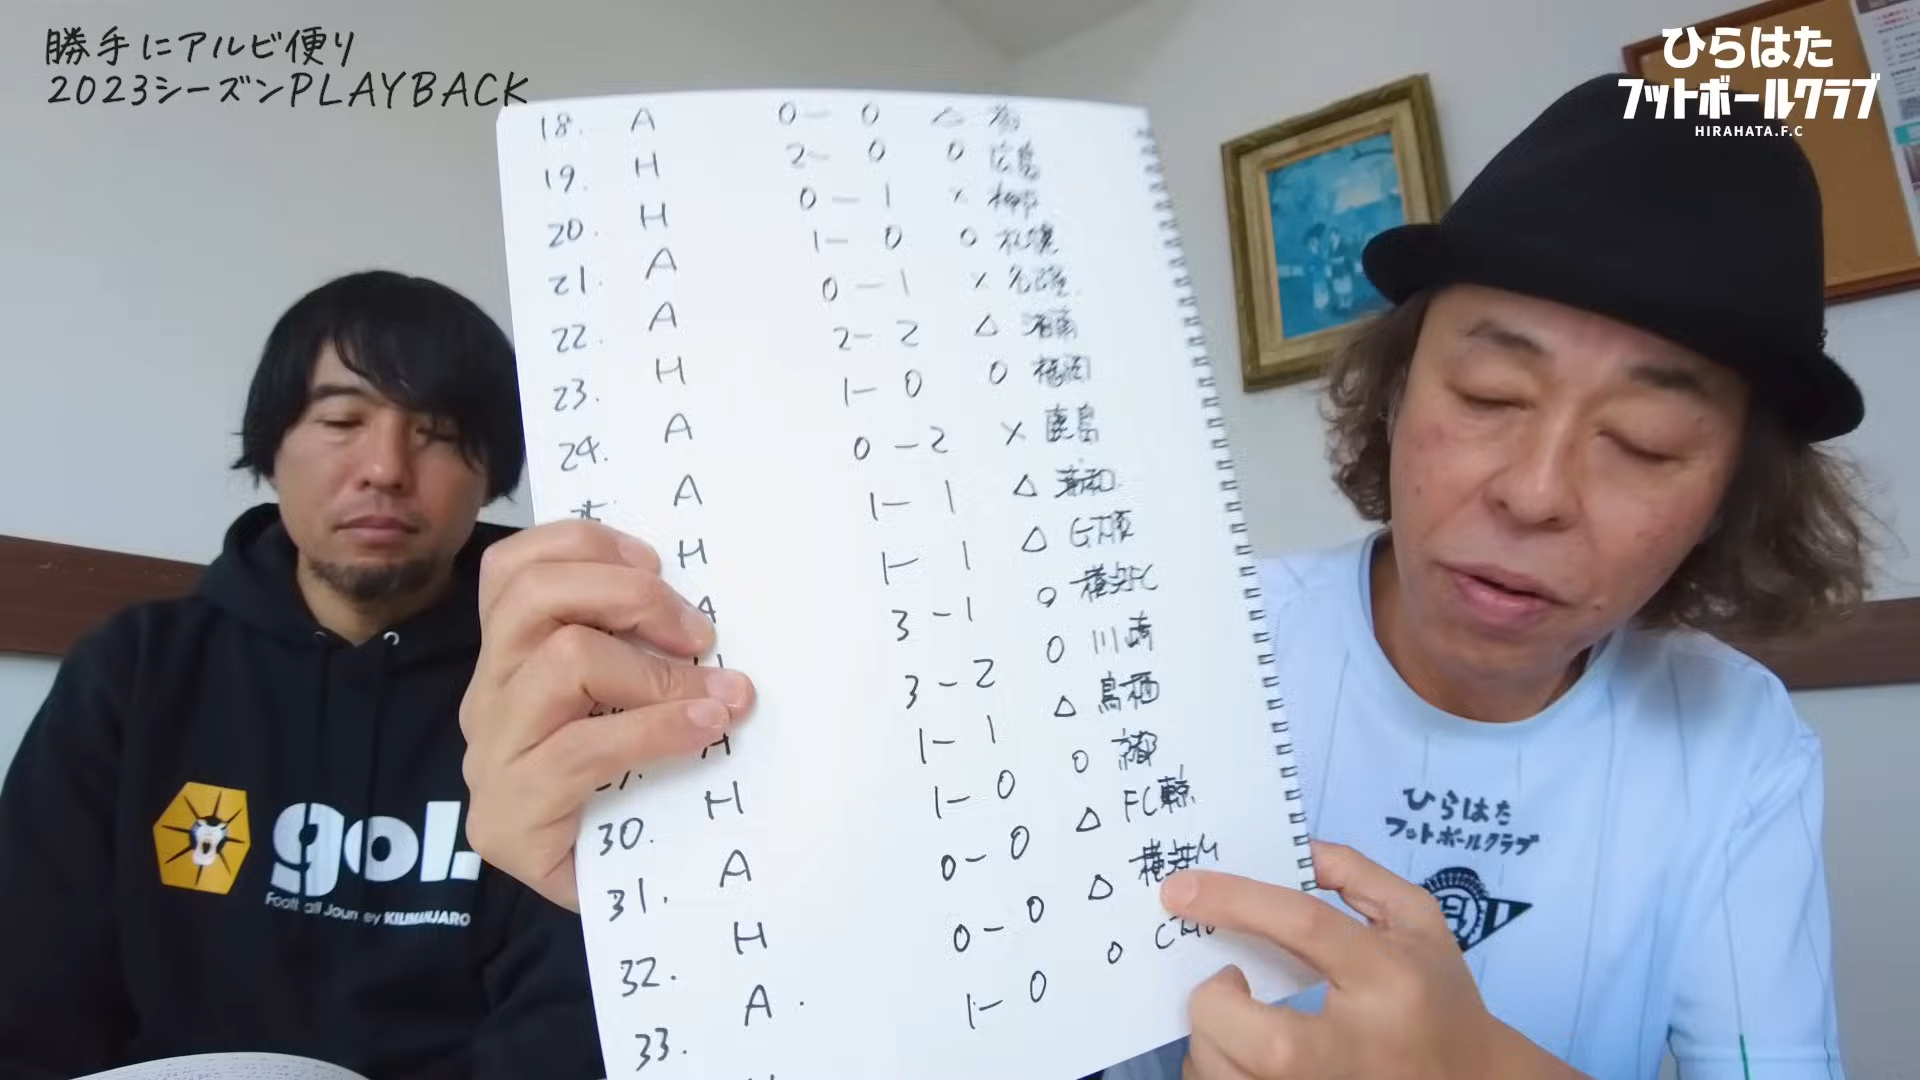 勝手にアルビ便り
2023シーズンPLAYBACK
ひらはた
フットボールクラブ
HIRAHATA.F.C
18. A 0-0 △
19. H 2-0 ○ 広島
20. H 0-1 × 神戸
21. A 1-0 ○ 札幌
22. A 0-1 × 名古屋
23. H 2-2 △ 湘南
24. A 1-0 ○ 福岡
A 0-2 × 鹿島
H 1-1 △ 浦和
A 1-1 △ G大阪
3-1 ○ 横浜FC
H 3-2 ○ 川崎
30. H 1-1 △ 鳥栖
31. A 1-0 ○ 京都
32. H 0-0 △ FC東京
33. A. 0-0 △ 横浜M
1-0 ○
gol.
Football Journey KILIMANJARO
ひらはた
フットボールクラブ